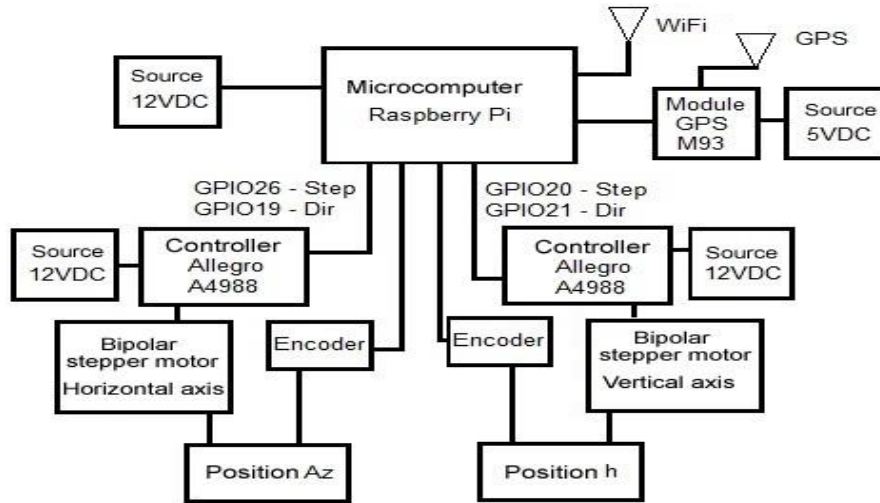 WiFi
GPS
Source
12VDC
Microcomputer
Raspberry Pi
Module
GPS
M93
Source
5VDC
GPIO26 - Step
GPIO19 - Dir
GPIO20 - Step
GPIO21 - Dir
Source
12VDC
Controller
Allegro
A4988
Controller
Allegro
A4988
Source
12VDC
Bipolar
stepper motor
Horizontal axis
Encoder
Encoder
Bipolar
stepper motor
Vertical axis
Position Az
Position h